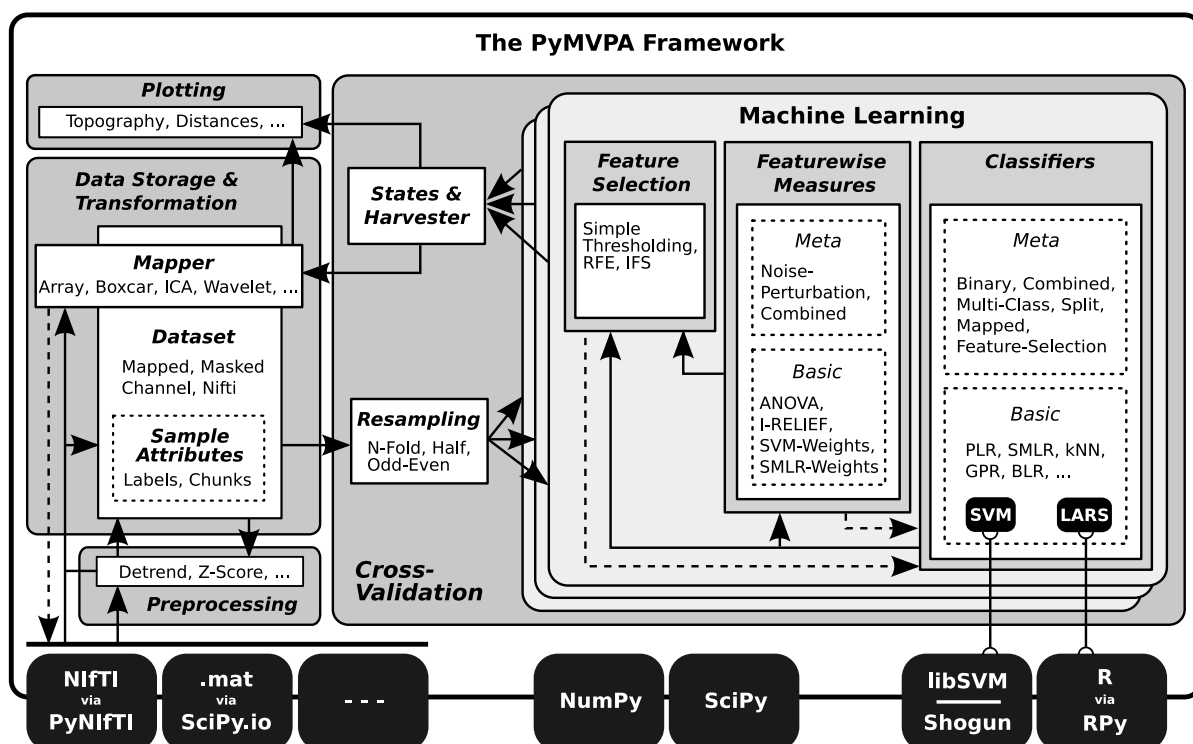 The PyMVPA Framework
Plotting
Topography, Distances, ...
Data Storage &
Transformation
Mapper
Array, Boxcar, ICA, Wavelet, ...
Dataset
Mapped, Masked
Channel, Nifti
Sample
Attributes
Labels, Chunks
Detrend, Z-Score, ...
Preprocessing
States &
Harvester
Resampling
N-Fold, Half,
Odd-Even
Cross-
Validation
Machine Learning
Feature
Selection
Simple
Thresholding,
RFE, IFS
Featurewise
Measures
Meta
Noise-
Perturbation,
Combined
Basic
ANOVA,
I-RELIEF,
SVM-Weights,
SMLR-Weights
Classifiers
Meta
Binary, Combined,
Multi-Class, Split,
Mapped,
Feature-Selection
Basic
PLR, SMLR, kNN,
GPR, BLR, ...
SVM
LARS
NIfTI
via
PyNIfTI
.mat
via
SciPy.io
- - -
NumPy
SciPy
libSVM
Shogun
R
via
RPy